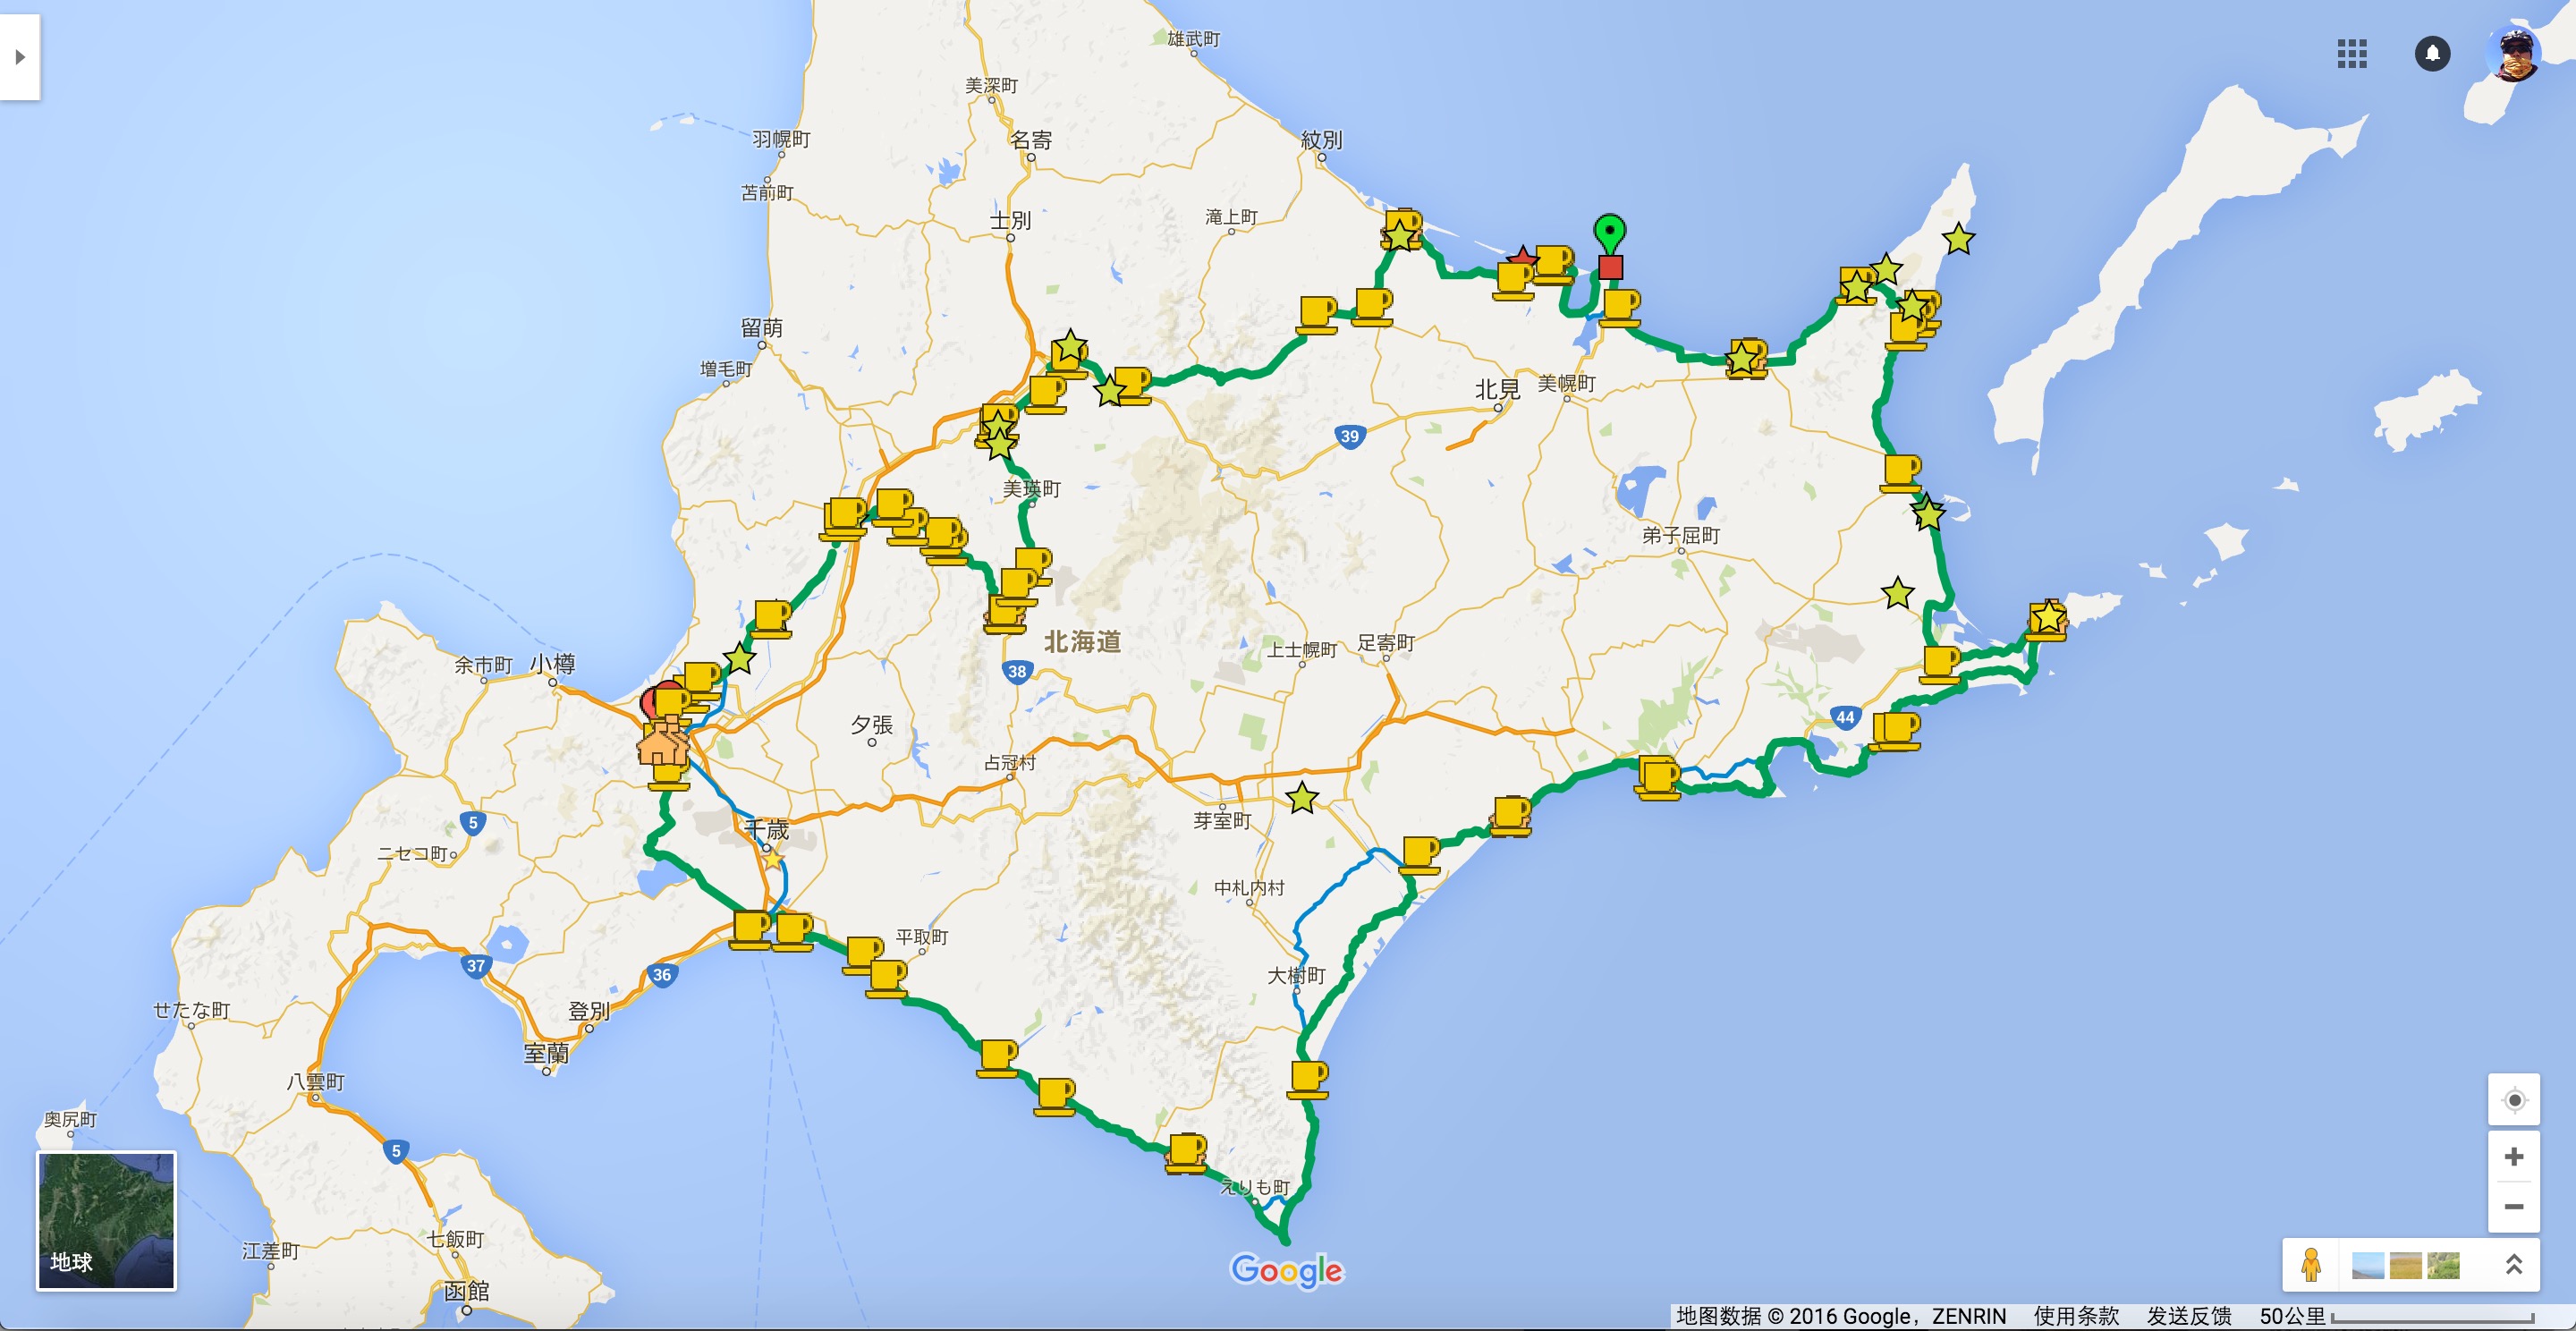 雄武町
美深町
羽幌町
名寄
紋別
苫前町
士別
滝上町
留萌
増毛町
北見
美幌町
39
美瑛町
弟子屈町
北海道
上士幌町
足寄町
余市町
小樽
38
44
夕張
占冠村
5
千歳
芽室町
ニセコ町
中札内村
平取町
37
36
大樹町
せたな町
登別
室蘭
八雲町
奥尻町
5
えりも町
七飯町
江差町
地球
Google
函館
地图数据 © 2016 Google，ZENRIN 使用条款 发送反馈 50公里